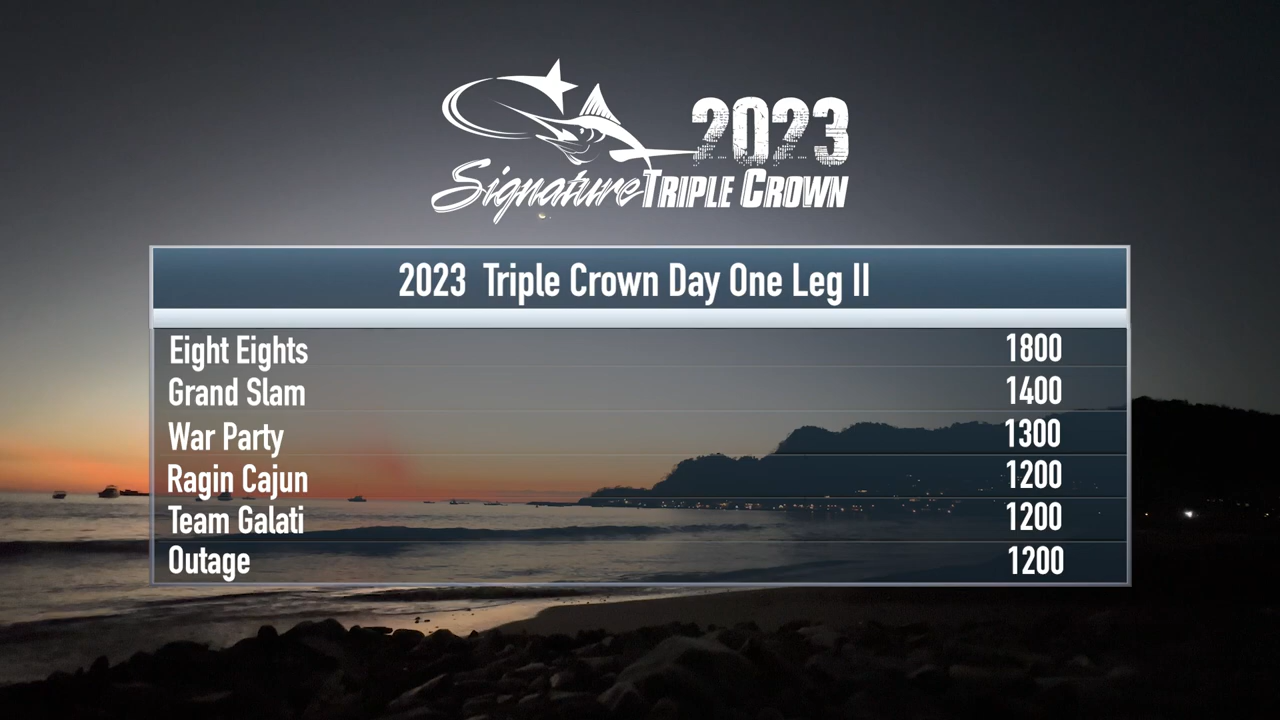 2023
Signature TRIPLE CROWN
2023 Triple Crown Day One Leg II
Eight Eights 1800
Grand Slam 1400
War Party 1300
Ragin Cajun 1200
Team Galati 1200
Outage 1200